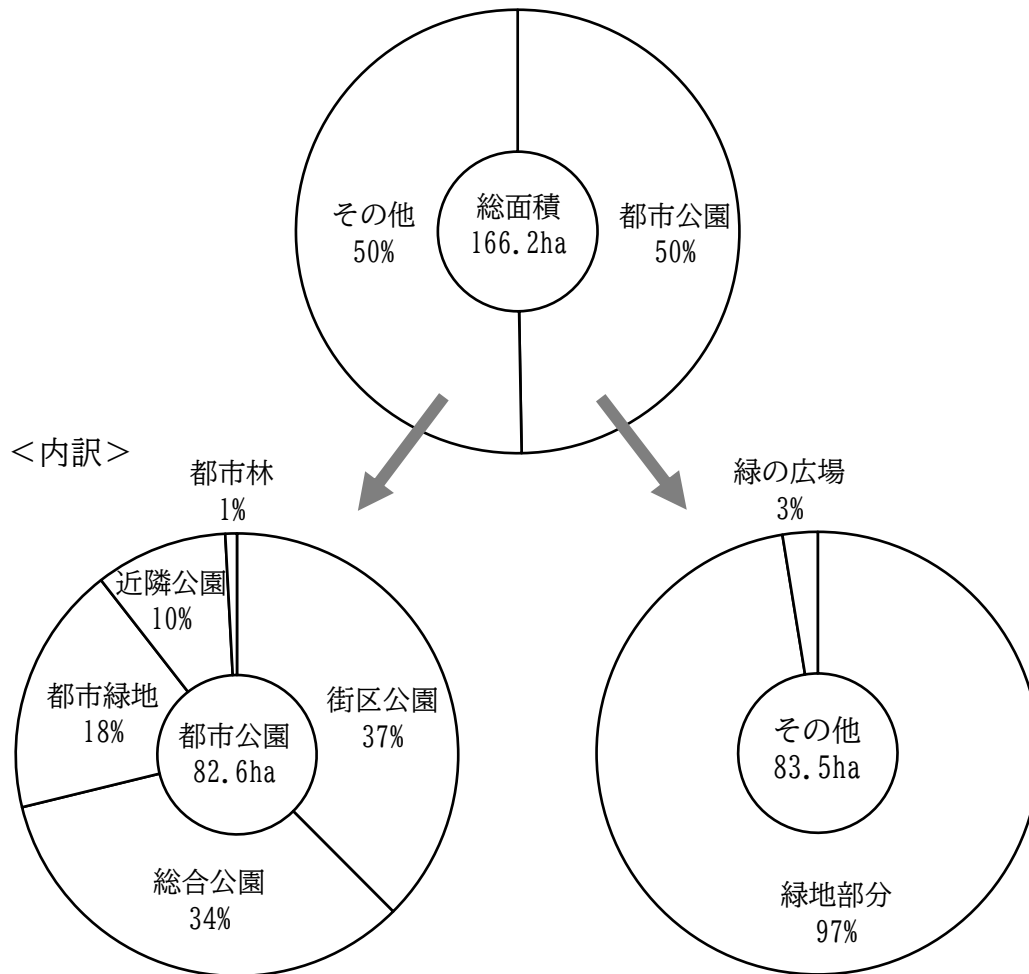 総面積
166.2ha
その他
50%
都市公園
50%
＜内訳＞
都市林
1%
近隣公園
10%
都市緑地
18%
都市公園
82.6ha
街区公園
37%
総合公園
34%
緑の広場
3%
その他
83.5ha
緑地部分
97%